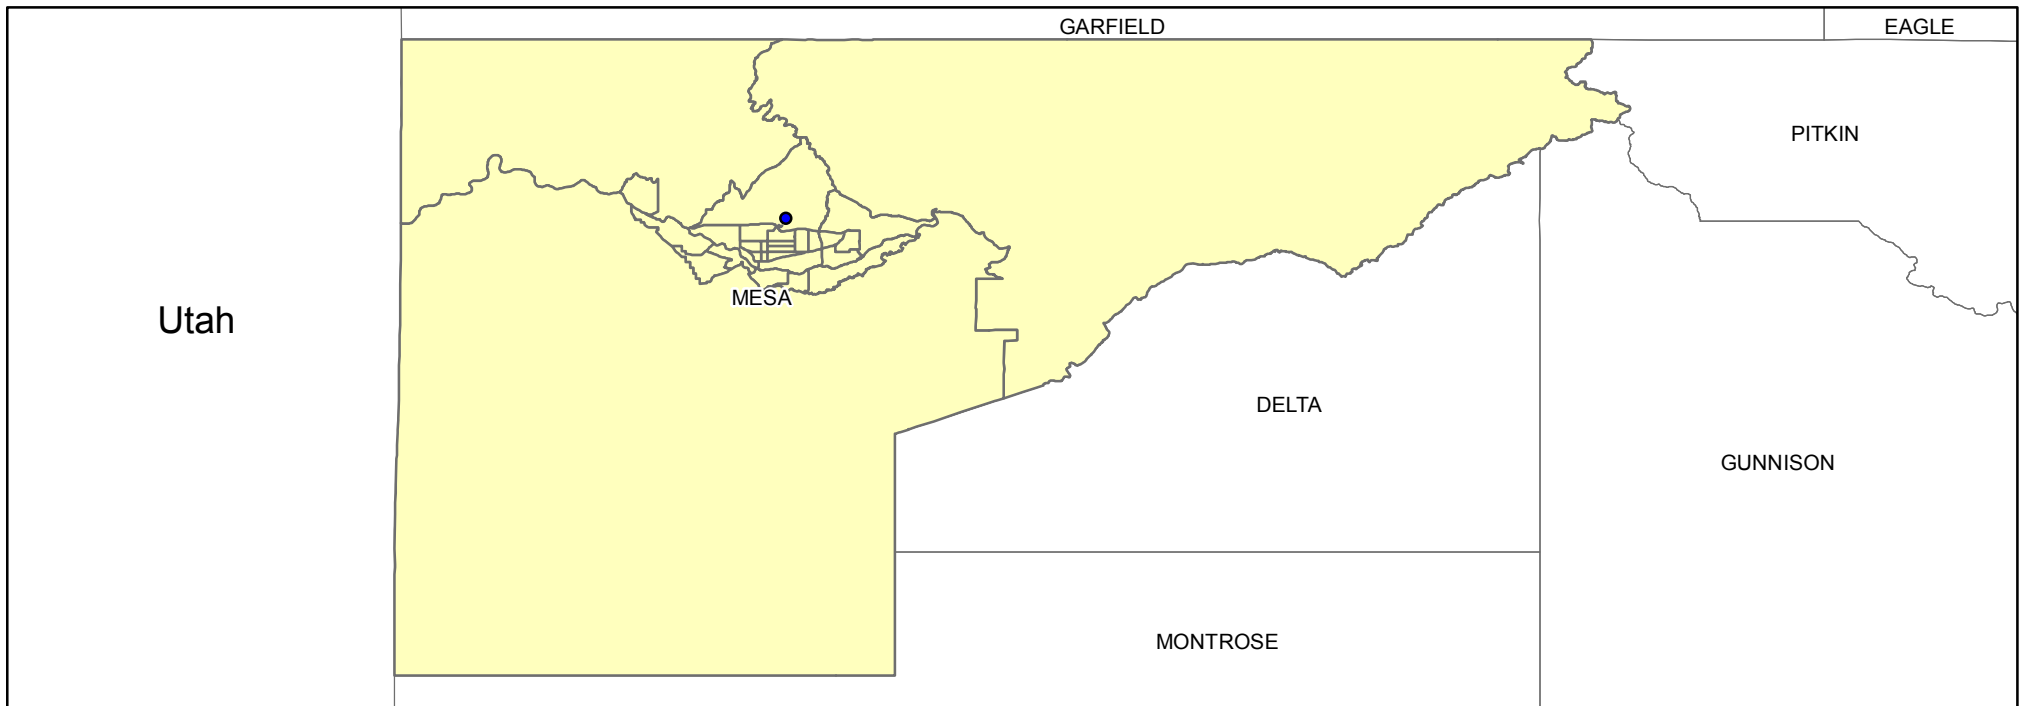 GARFIELD
EAGLE
PITKIN
MESA
Utah
DELTA
GUNNISON
MONTROSE